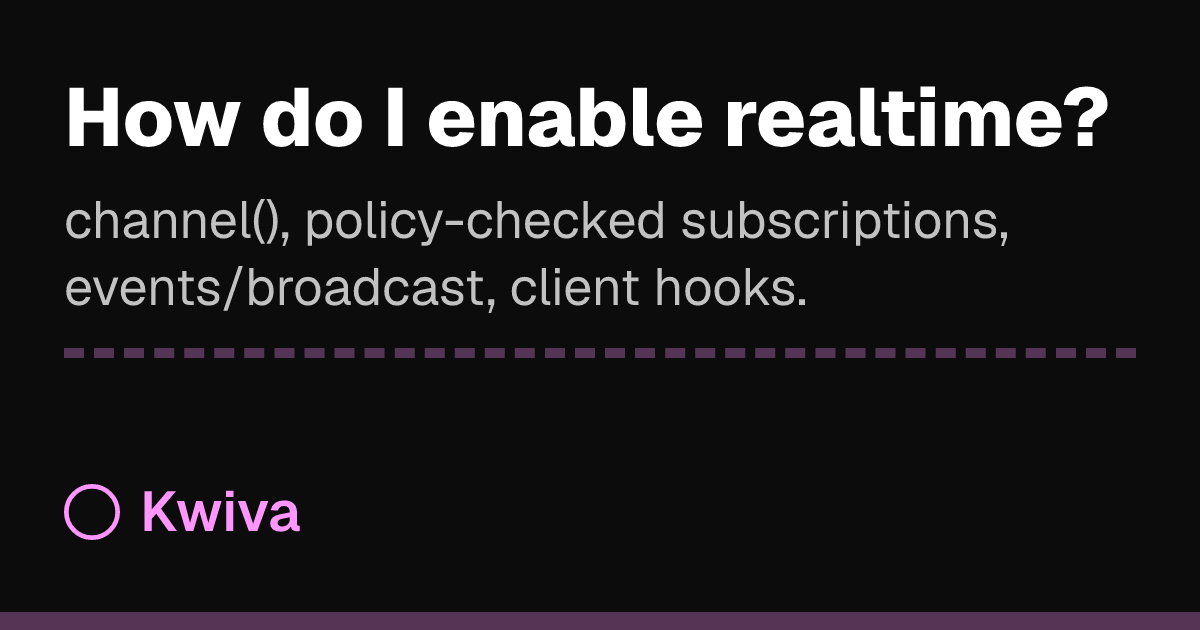 How do I enable realtime?
channel(), policy-checked subscriptions,
events/broadcast, client hooks.
Kwiva